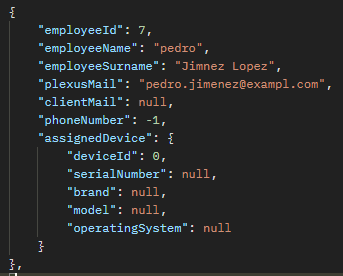 {
"employeeId": 7,
"employeeName": "pedro",
"employeeSurname": "Jimnez Lopez",
"plexusMail": "pedro.jimenez@exampl.com",
"clientMail": null,
"phoneNumber": -1,
"assignedDevice": {
"deviceId": 0,
"serialNumber": null,
"brand": null,
"model": null,
"operatingSystem": null
}
},